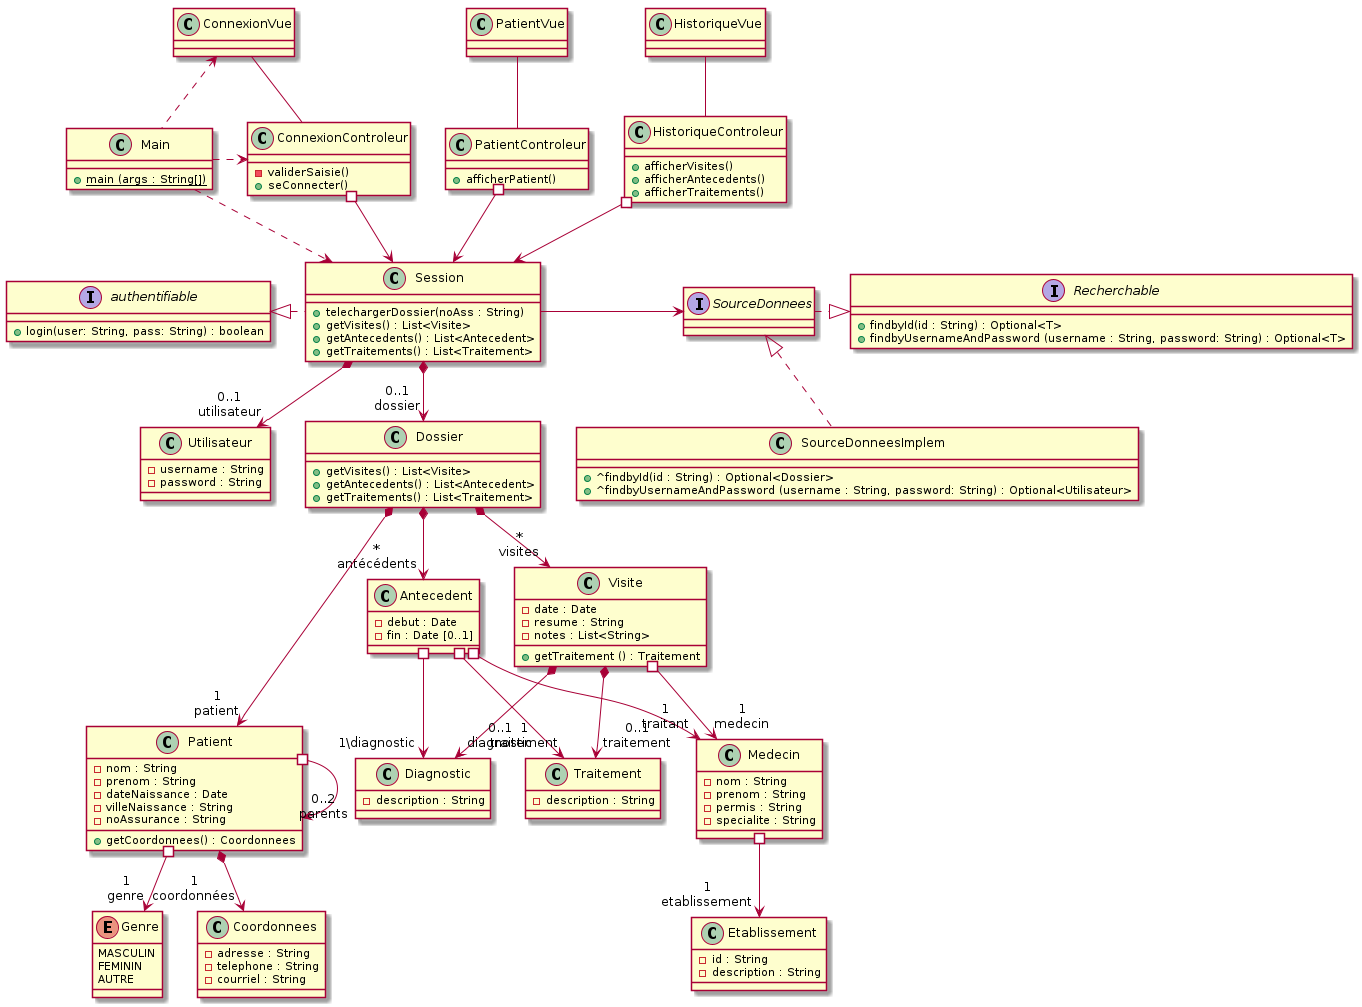 C ConnexionVue
C PatientVue
C HistoriqueVue
C Main
main (args : String[])
C ConnexionControleur
validerSaisie()
seConnecter()
C PatientControleur
afficherPatient()
C HistoriqueControleur
afficherVisites()
afficherAntecedents()
afficherTraitements()
I authentifiable
login(user: String, pass: String) : boolean
C Session
telechargerDossier(noAss : String)
getVisites() : List<Visite>
getAntecedents() : List<Antecedent>
getTraitements() : List<Traitement>
I SourceDonnees
I Recherchable
findbyId(id : String) : Optional<T>
findbyUsernameAndPassword (username : String, password: String) : Optional<T>
0..1
utilisateur
0..1
dossier
C Utilisateur
username : String
password : String
C Dossier
getVisites() : List<Visite>
getAntecedents() : List<Antecedent>
getTraitements() : List<Traitement>
C SourceDonneesImplem
^findbyId(id : String) : Optional<Dossier>
^findbyUsernameAndPassword (username : String, password: String) : Optional<Utilisateur>
*
antécédents
*
visites
C Antecedent
debut : Date
fin : Date [0..1]
C Visite
date : Date
resume : String
notes : List<String>
getTraitement () : Traitement
1
patient
1\diagnostic
0..1
diagnostic
1
traitement
0..1
traitement
1
traitant
1
medecin
C Patient
nom : String
prenom : String
dateNaissance : Date
villeNaissance : String
noAssurance : String
getCoordonnees() : Coordonnees
0..2
parents
C Diagnostic
description : String
C Traitement
description : String
C Medecin
nom : String
prenom : String
permis : String
specialite : String
1
genre
1
coordonnées
1
etablissement
E Genre
MASCULIN
FEMININ
AUTRE
C Coordonnees
adresse : String
telephone : String
courriel : String
C Etablissement
id : String
description : String